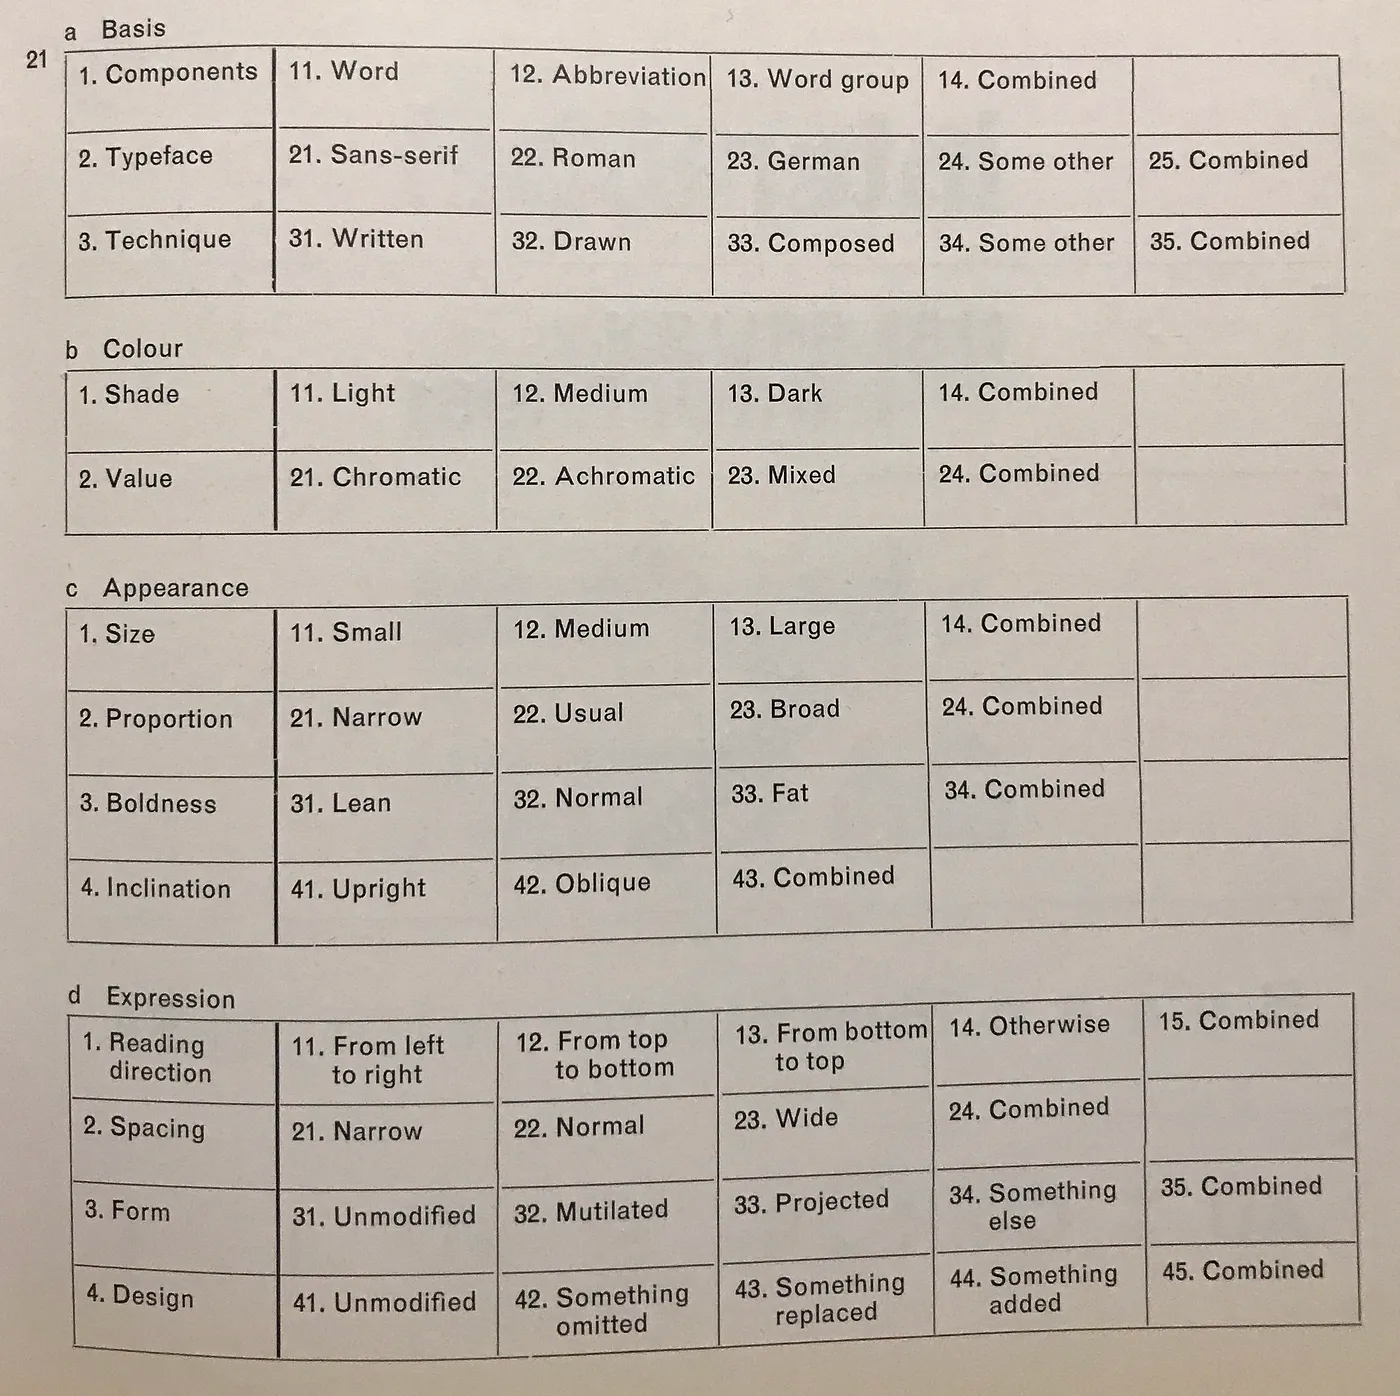 a Basis
21
1. Components 11. Word 12. Abbreviation 13. Word group 14. Combined
2. Typeface 21. Sans-serif 22. Roman 23. German 24. Some other 25. Combined
3. Technique 31. Written 32. Drawn 33. Composed 34. Some other 35. Combined
b Colour
1. Shade 11. Light 12. Medium 13. Dark 14. Combined
2. Value 21. Chromatic 22. Achromatic 23. Mixed 24. Combined
c Appearance
1. Size 11. Small 12. Medium 13. Large 14. Combined
2. Proportion 21. Narrow 22. Usual 23. Broad 24. Combined
3. Boldness 31. Lean 32. Normal 33. Fat 34. Combined
4. Inclination 41. Upright 42. Oblique 43. Combined
d Expression
1. Reading direction 11. From left to right 12. From top to bottom 13. From bottom to top 14. Otherwise 15. Combined
2. Spacing 21. Narrow 22. Normal 23. Wide 24. Combined
3. Form 31. Unmodified 32. Mutilated 33. Projected 34. Something else 35. Combined
4. Design 41. Unmodified 42. Something omitted 43. Something replaced 44. Something added 45. Combined